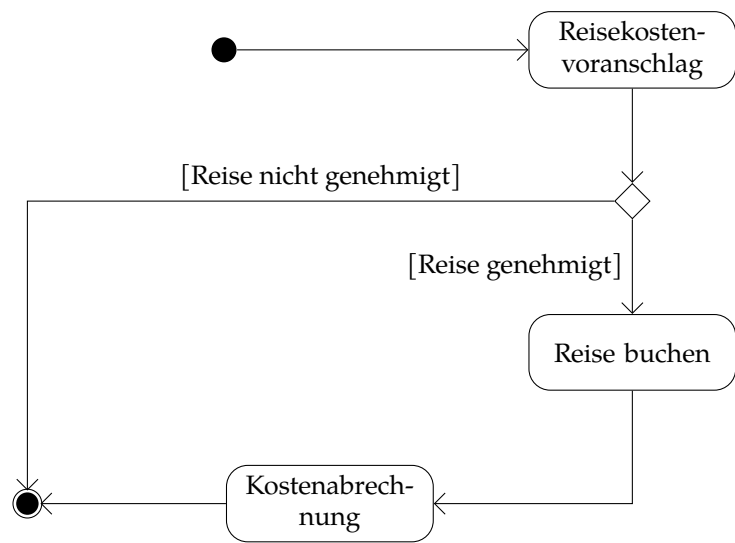 Reisekosten-
voranschlag
[Reise nicht genehmigt]
[Reise genehmigt]
Reise buchen
Kostenabrech-
nung